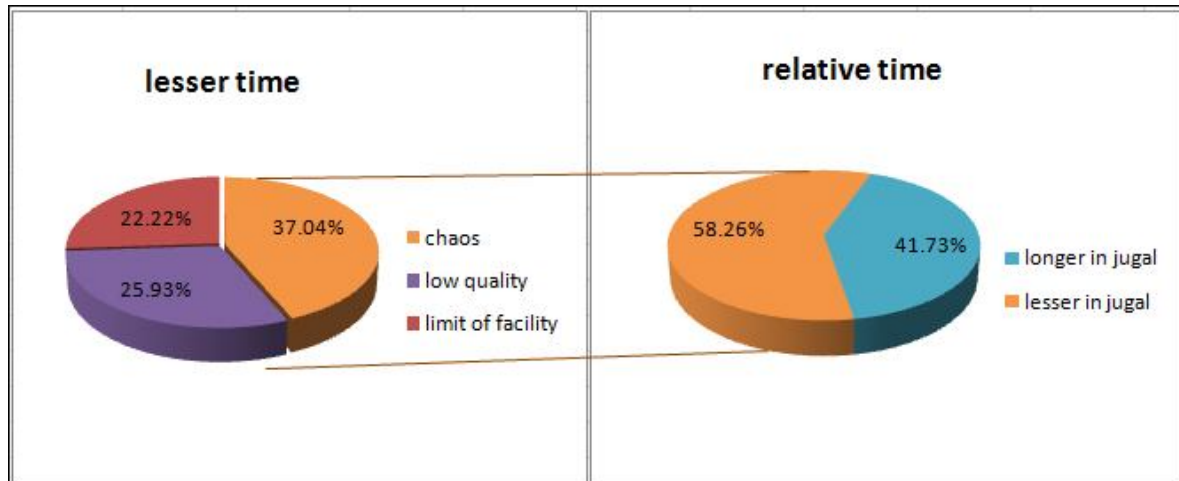 lesser time
22.22%
37.04%
25.93%
chaos
low quality
limit of facility
relative time
58.26%
41.73%
longer in jugal
lesser in jugal